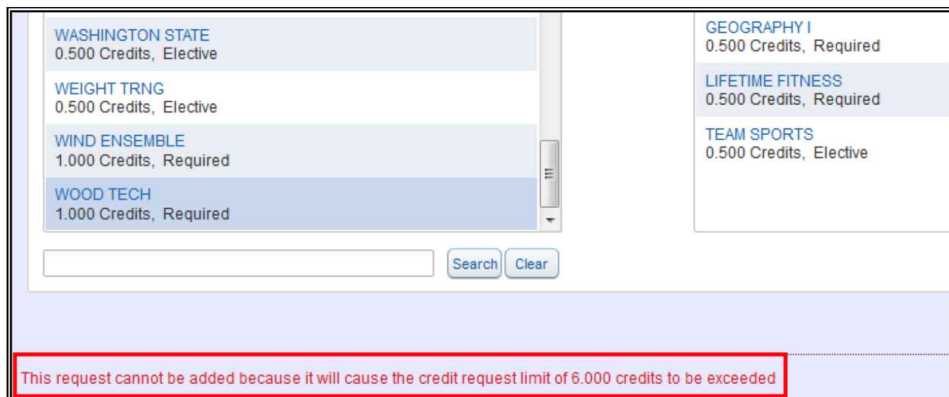 WASHINGTON STATE
0.500 Credits, Elective
WEIGHT TRNG
0.500 Credits, Elective
WIND ENSEMBLE
1.000 Credits, Required
WOOD TECH
1.000 Credits, Required
Search Clear
GEOGRAPHY I
0.500 Credits, Required
LIFETIME FITNESS
0.500 Credits, Required
TEAM SPORTS
0.500 Credits, Elective
This request cannot be added because it will cause the credit request limit of 6.000 credits to be exceeded